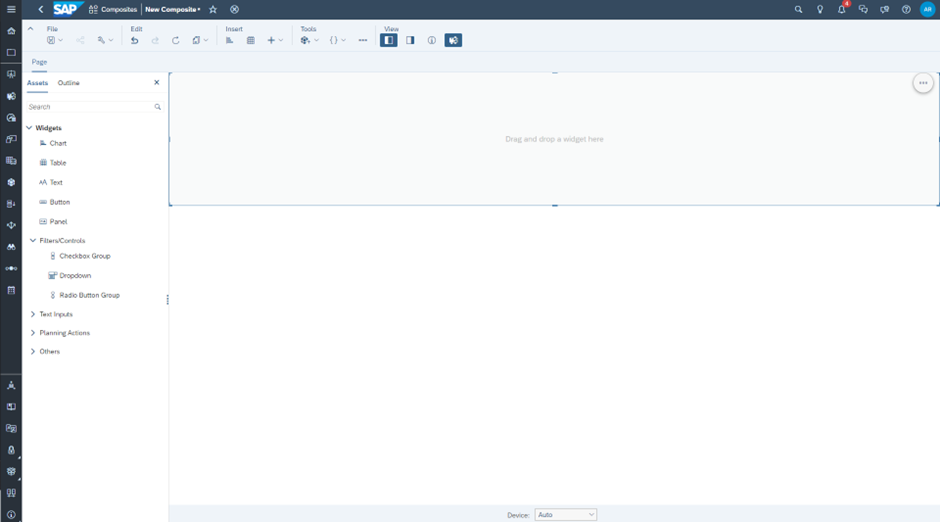 SAP Composites New Composite • 4 AR
File Edit Insert Tools View
Page
Assets Outline
Search
Drag and drop a widget here
Widgets
Chart
Table
Text
Button
Panel
Filters/Controls
Checkbox Group
Dropdown
Radio Button Group
Text Inputs
Planning Actions
Others
Device: Auto